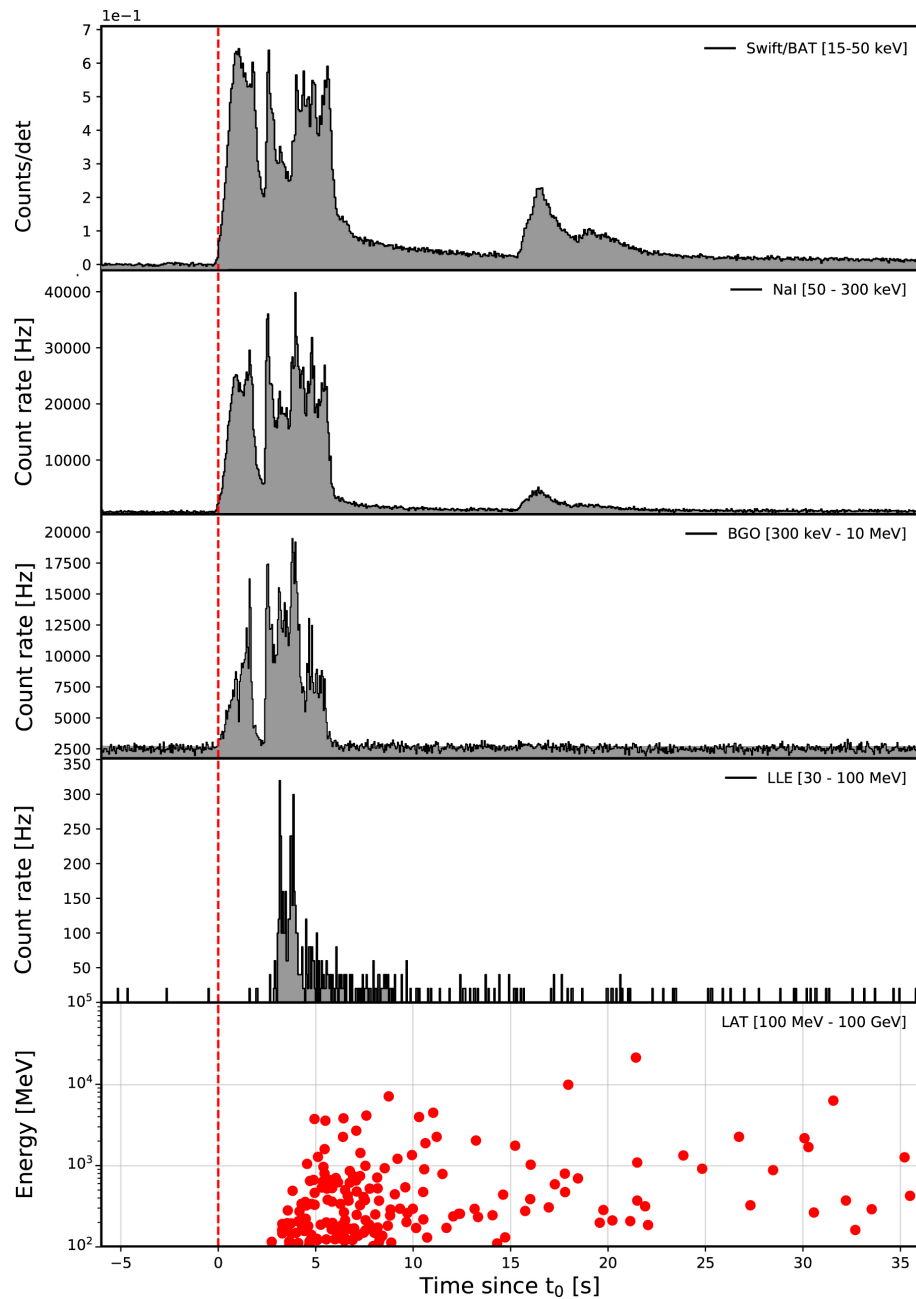 1e−1
7
Swift/BAT [15-50 keV]
6
5
4
3
2
1
0
Counts/det
40000
NaI [50 - 300 keV]
30000
20000
10000
Count rate [Hz]
20000
BGO [300 keV - 10 MeV]
17500
15000
12500
10000
7500
5000
2500
Count rate [Hz]
350
LLE [30 - 100 MeV]
300
250
200
150
100
50
Count rate [Hz]
10⁵
LAT [100 MeV - 100 GeV]
10⁴
10³
10²
Energy [MeV]
−5 0 5 10 15 20 25 30 35
Time since t₀ [s]